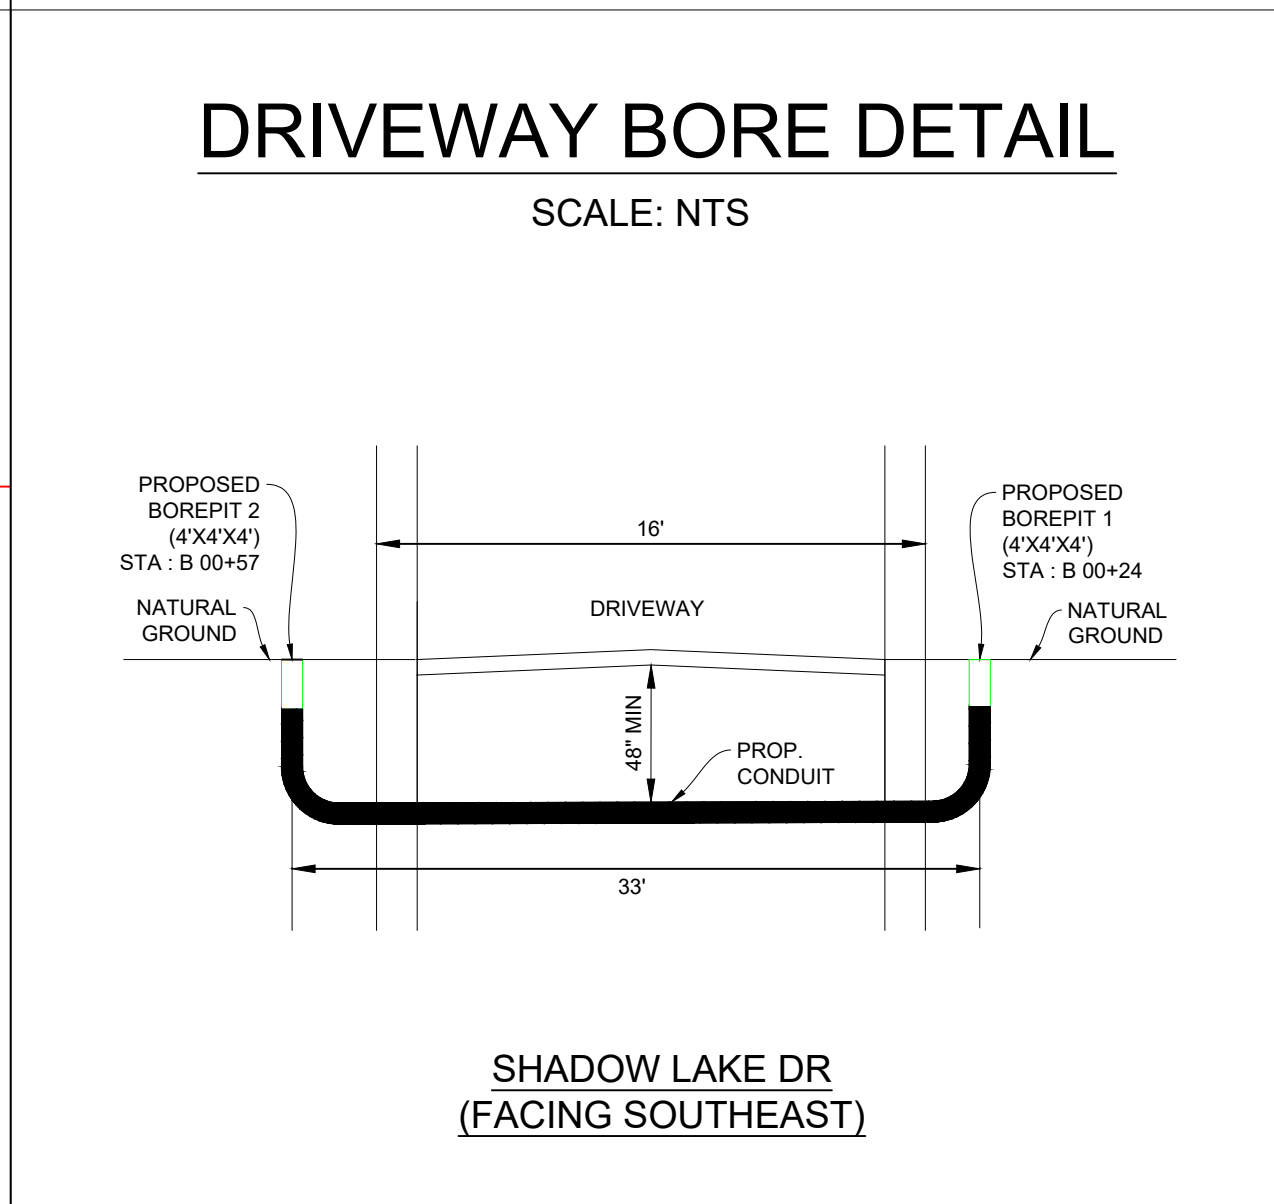 DRIVEWAY BORE DETAIL
SCALE: NTS
PROPOSED
BOREPIT 2
(4'X4'X4')
STA : B 00+57
NATURAL
GROUND
16'
DRIVEWAY
PROPOSED
BOREPIT 1
(4'X4'X4')
STA : B 00+24
NATURAL
GROUND
48" MIN
PROP.
CONDUIT
33'
SHADOW LAKE DR
(FACING SOUTHEAST)